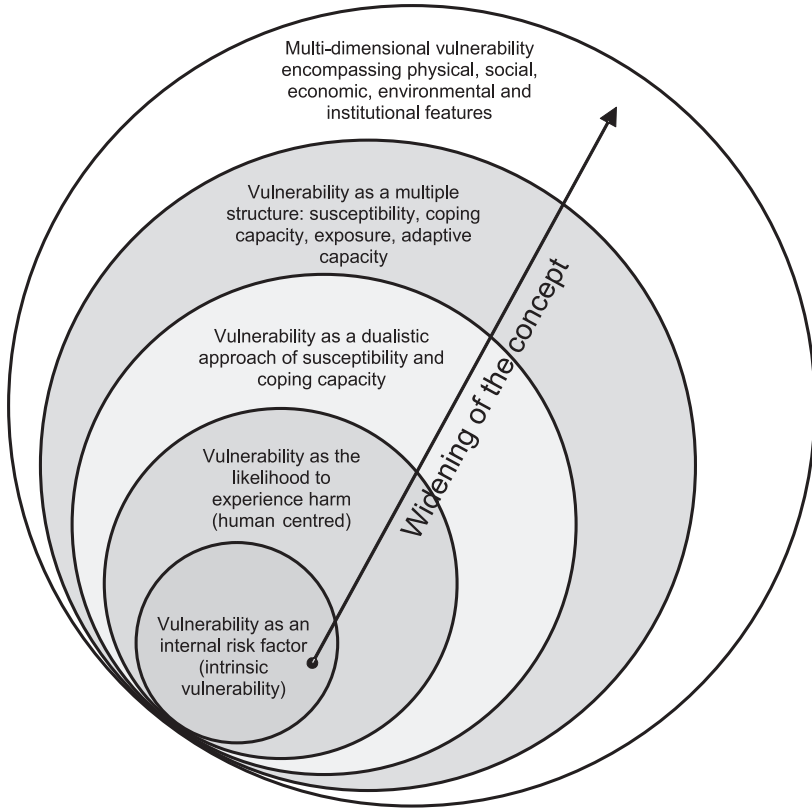 Multi-dimensional vulnerability
encompassing physical, social,
economic, environmental and
institutional features
Vulnerability as a multiple
structure: susceptibility, coping
capacity, exposure, adaptive
capacity
Vulnerability as a dualistic
approach of susceptibility and
coping capacity
Vulnerability as the
likelihood to
experience harm
(human centred)
Vulnerability as an
internal risk factor
(intrinsic
vulnerability)
Widening of the concept